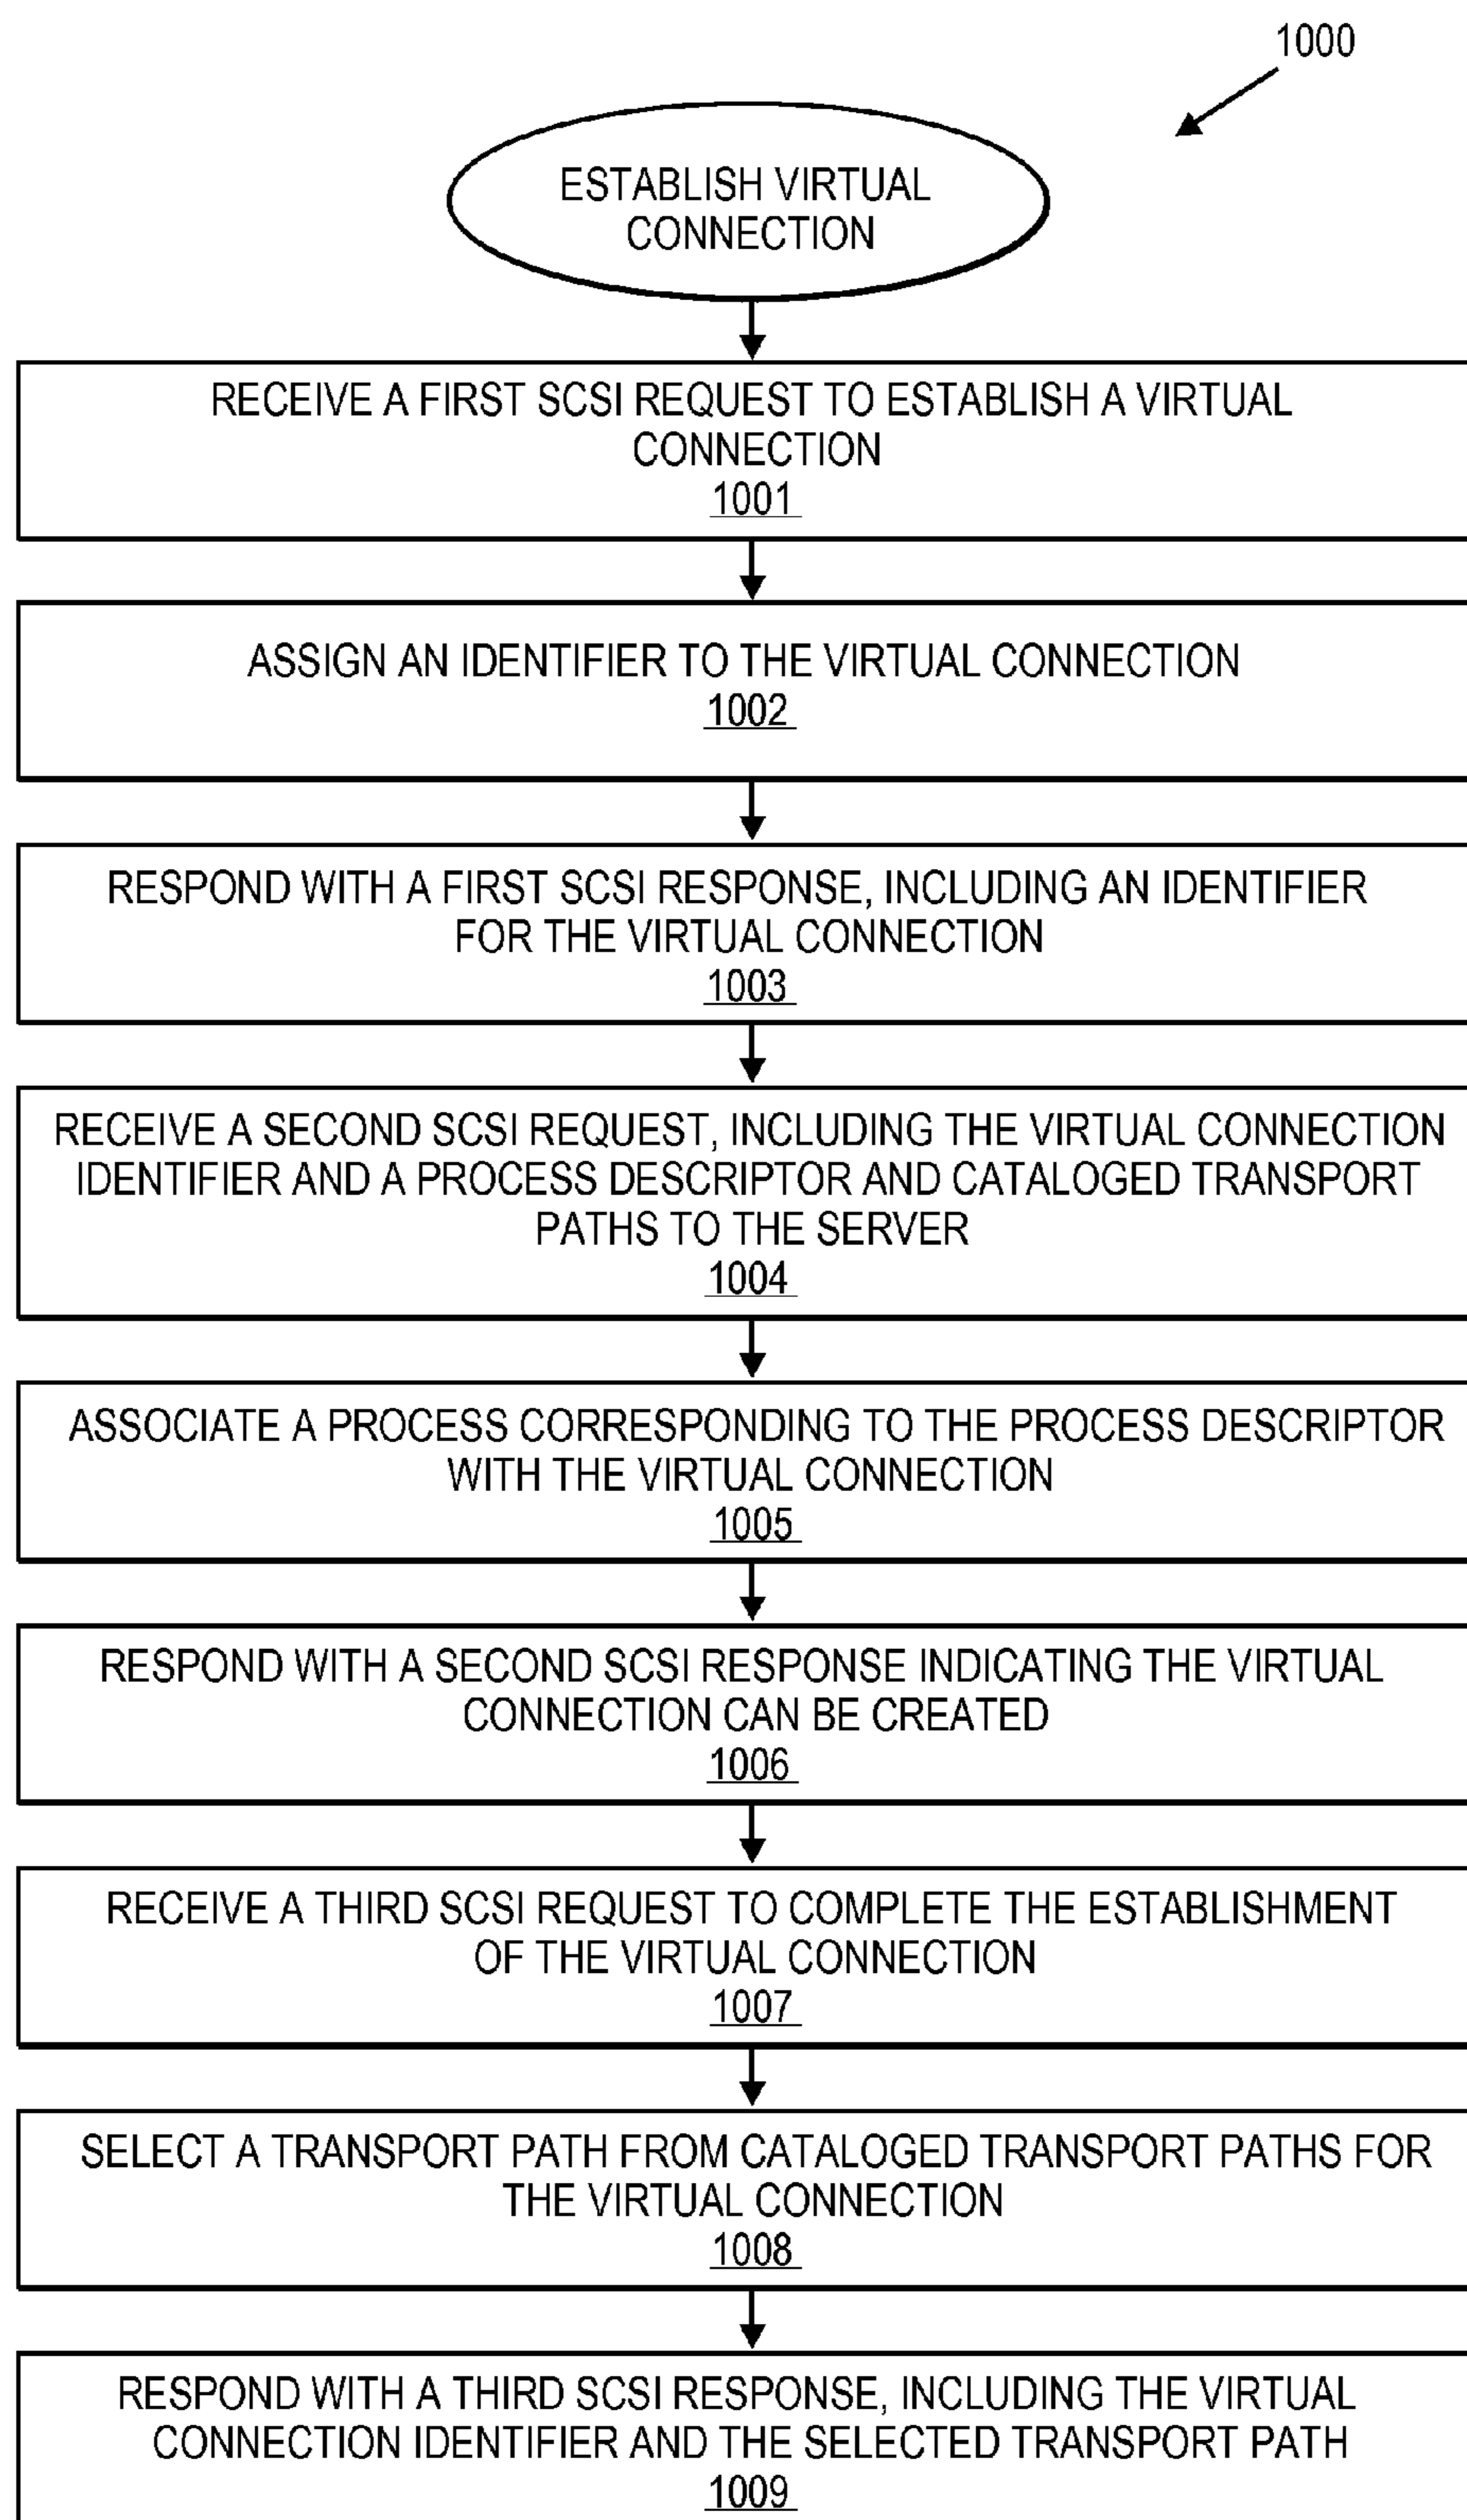 1000
ESTABLISH VIRTUAL
CONNECTION
RECEIVE A FIRST SCSI REQUEST TO ESTABLISH A VIRTUAL
CONNECTION
1001
ASSIGN AN IDENTIFIER TO THE VIRTUAL CONNECTION
1002
RESPOND WITH A FIRST SCSI RESPONSE, INCLUDING AN IDENTIFIER
FOR THE VIRTUAL CONNECTION
1003
RECEIVE A SECOND SCSI REQUEST, INCLUDING THE VIRTUAL CONNECTION
IDENTIFIER AND A PROCESS DESCRIPTOR AND CATALOGED TRANSPORT
PATHS TO THE SERVER
1004
ASSOCIATE A PROCESS CORRESPONDING TO THE PROCESS DESCRIPTOR
WITH THE VIRTUAL CONNECTION
1005
RESPOND WITH A SECOND SCSI RESPONSE INDICATING THE VIRTUAL
CONNECTION CAN BE CREATED
1006
RECEIVE A THIRD SCSI REQUEST TO COMPLETE THE ESTABLISHMENT
OF THE VIRTUAL CONNECTION
1007
SELECT A TRANSPORT PATH FROM CATALOGED TRANSPORT PATHS FOR
THE VIRTUAL CONNECTION
1008
RESPOND WITH A THIRD SCSI RESPONSE, INCLUDING THE VIRTUAL
CONNECTION IDENTIFIER AND THE SELECTED TRANSPORT PATH
1009